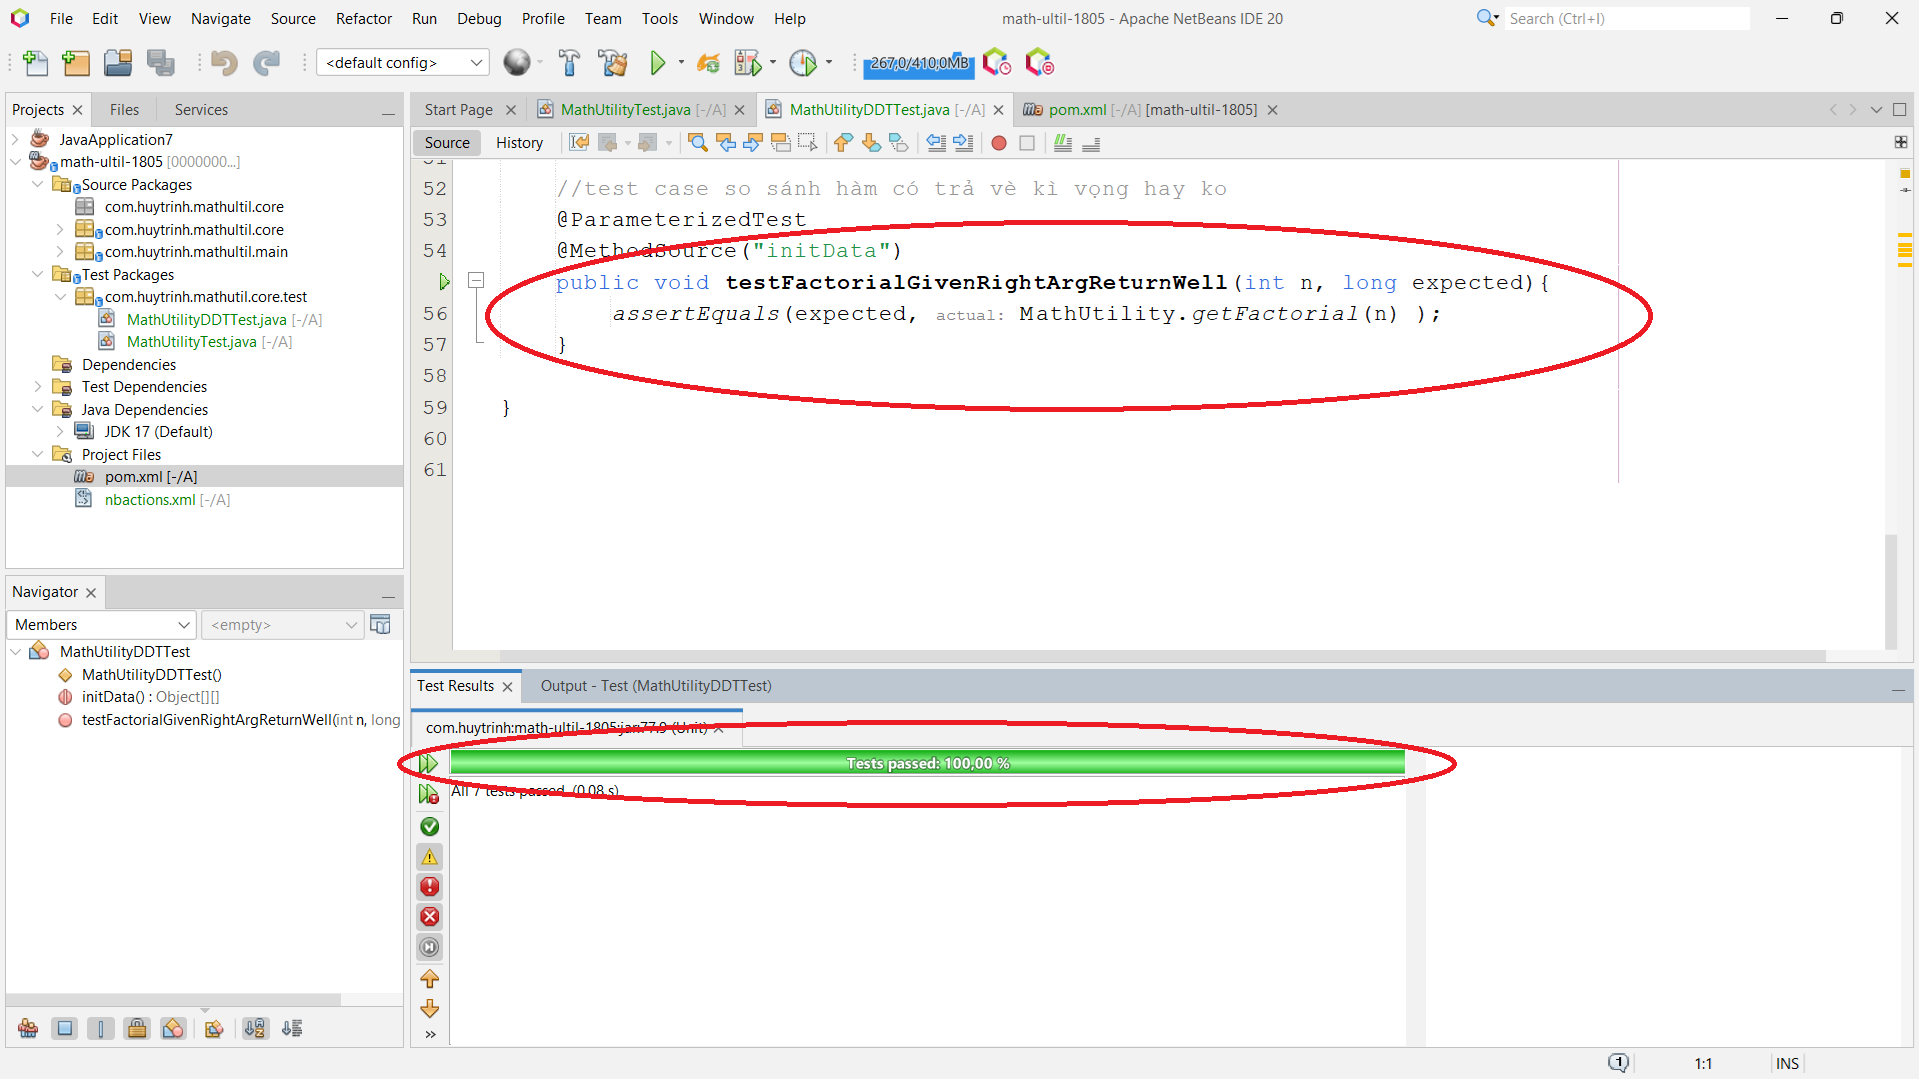 File Edit View Navigate Source Refactor Run Debug Profile Team Tools Window Help
math-ultil-1805 - Apache NetBeans IDE 20
Search (Ctrl+I)
<default config>
267,0/410,0MB
Projects Files Services
JavaApplication7
math-ultil-1805 [0000000...]
Source Packages
com.huytrinh.mathultil.core
com.huytrinh.mathultil.core
com.huytrinh.mathultil.main
Test Packages
com.huytrinh.mathutil.core.test
MathUtilityDDTTest.java [-/A]
MathUtilityTest.java [-/A]
Dependencies
Test Dependencies
Java Dependencies
JDK 17 (Default)
Project Files
pom.xml [-/A]
nbactions.xml [-/A]
Navigator
Members
<empty>
MathUtilityDDTTest
MathUtilityDDTTest()
initData() : Object[][]
testFactorialGivenRightArgReturnWell(int n, long
Start Page MathUtilityTest.java [-/A] MathUtilityDDTTest.java [-/A] pom.xml [-/A] [math-ultil-1805]
Source History
51
52 //test case so sánh hàm có trả vè kì vọng hay ko
53 @ParameterizedTest
54 @MethodSource("initData")
public void testFactorialGivenRightArgReturnWell(int n, long expected){
56 assertEquals(expected, actual: MathUtility.getFactorial(n) );
57 }
58
59 }
60
61
Test Results Output - Test (MathUtilityDDTTest)
com.huytrinh:math-ultil-1805:jar:77.9 (Unit)
Tests passed: 100,00 %
All 7 tests passed. (0,08 s)
1 1:1 INS